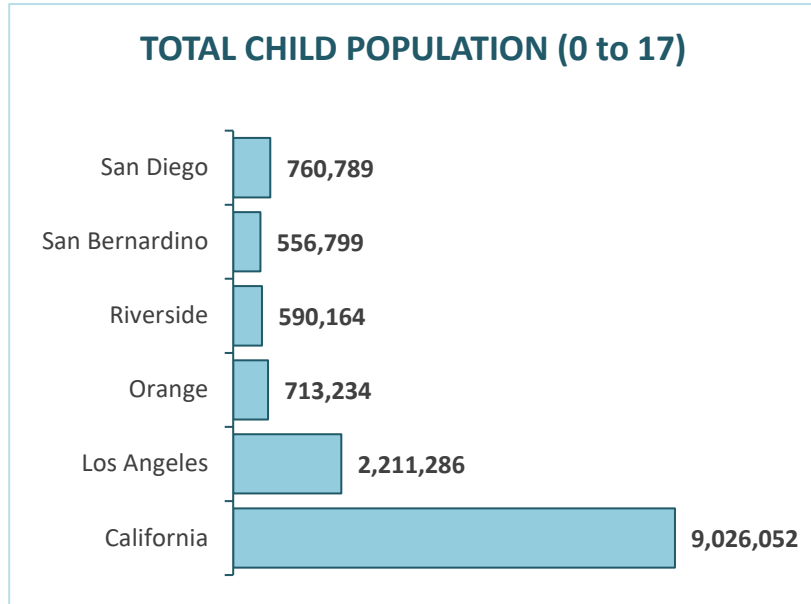 TOTAL CHILD POPULATION (0 to 17)
San Diego 760,789
San Bernardino 556,799
Riverside 590,164
Orange 713,234
Los Angeles 2,211,286
California 9,026,052